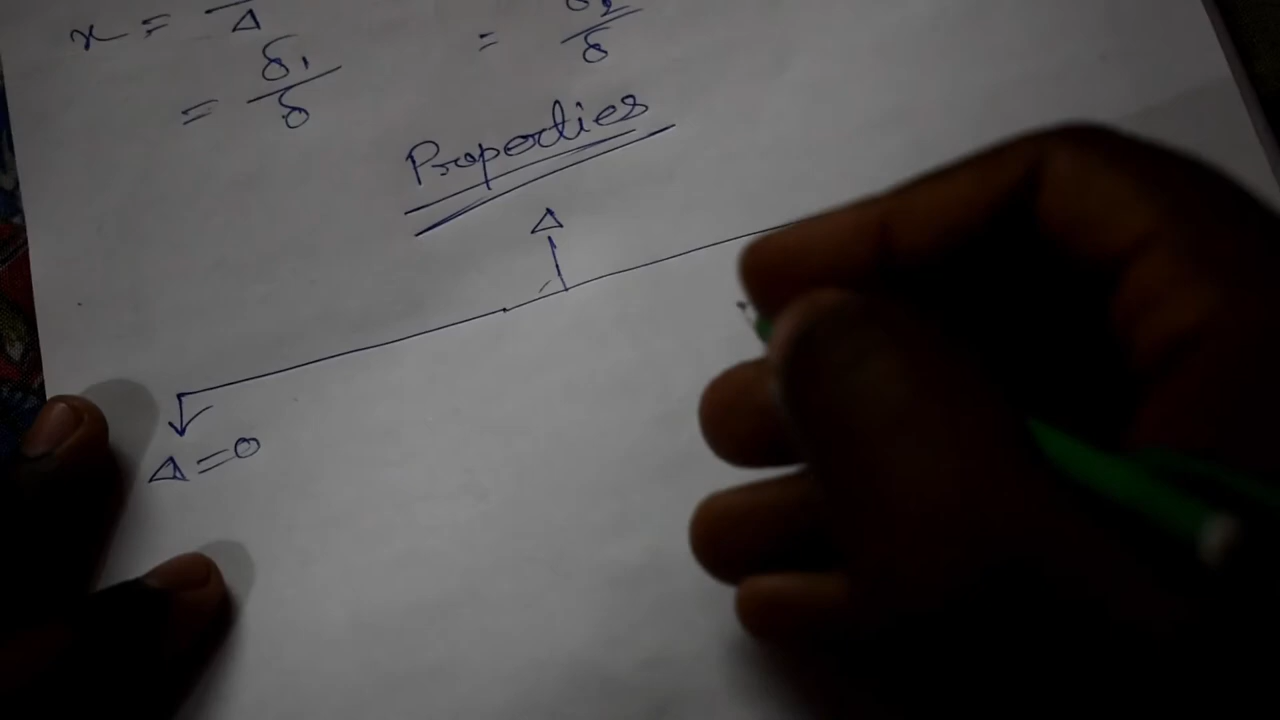 x = — Δ = δ2/δ
= δ1/δ
Properties
Δ
Δ = 0